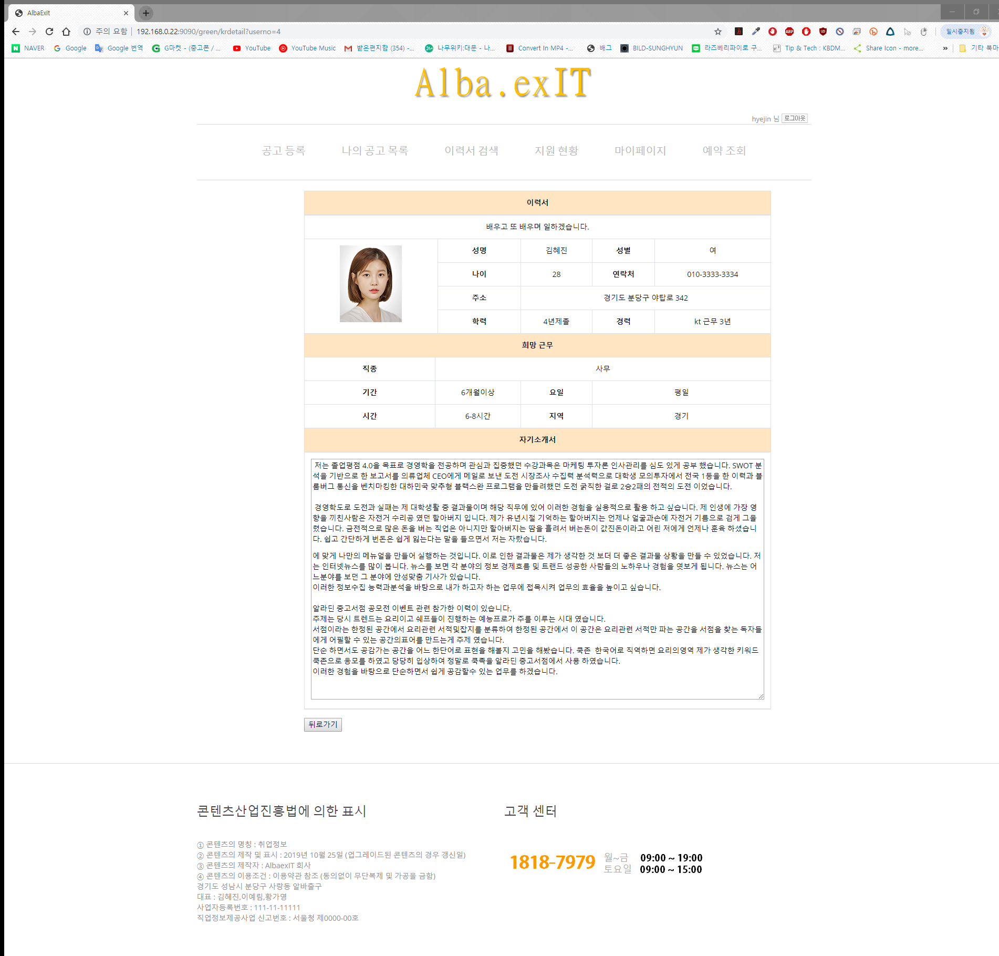 AlbaExit
주의 요함 | 192.168.0.22:9090/green/krdetail?userno=4
일시중지됨
NAVER Google Google 번역 G마켓 - (중고폰 / ... YouTube YouTube Music 받은편지함 (354) -... 나무위키:대문 - 나... Convert In MP4 -... 배그 BILD-SUNGHYUN 라즈베리파이로 구... Tip & Tech : KBDM... Share Icon - more... » 기타 북마
Alba.exIT
hyejin 님 로그아웃
공고 등록 나의 공고 목록 이력서 검색 지원 현황 마이페이지 예약 조회
이력서
배우고 또 배우며 일하겠습니다.
성명 김혜진 성별 여
나이 28 연락처 010-3333-3334
주소 경기도 분당구 야탑로 342
학력 4년제졸 경력 kt 근무 3년
희망 근무
직종 사무
기간 6개월이상 요일 평일
시간 6-8시간 지역 경기
자기소개서
저는 졸업평점 4.0을 목표로 경영학을 전공하며 관심과 집중했던 수강과목은 마케팅 투자론 인사관리를 심도 있게 공부 했습니다. SWOT 분
석을 기반으로 한 보고서를 의류업체 CEO에게 메일로 보낸 도전 시장조사 수집력 분석력으로 대학생 모의투자에서 전국 1등을 한 이력과 블
룸버그 통신을 벤치마킹한 대하민국 맞추형 블랙스완 프로그램을 만들려했던 도전 굵직한 걸로 2승2패의 전적의 도전 이었습니다.
경영학도로 도전과 실패는 제 대학생활 중 결과물이며 해당 직무에 있어 이러한 경험을 실용적으로 활용 하고 싶습니다. 제 인생에 가장 영
향을 끼친사람은 자전거 수리공 였던 할아버지 입니다. 제가 유년시절 기억하는 할아버지는 언제나 얼굴과손에 자전거 기름으로 검게 그을
렸습니다. 금전적으로 많은 돈을 버는 직업은 아니지만 할아버지는 땀을 흘려서 버는돈이 값진돈이라고 어린 저에게 언제나 훈육 하셨습니
다. 쉽고 간단하게 번돈은 쉽게 잃는다는 말을 들으면서 저는 자랐습니다.
에 맞게 나만의 메뉴얼을 만들어 실행하는 것입니다. 이로 인한 결과물은 제가 생각한 것 보더 더 좋은 결과물 상황을 만들 수 있었습니다. 저
는 인터넷뉴스를 많이 봅니다. 뉴스를 보면 각 분야의 정보 경제흐름 및 트랜드 성공한 사람들의 노하우나 경험을 엿보게 됩니다. 뉴스는 어
느분야를 보던 그 분야에 안성맞춤 기사가 있습니다.
이러한 정보수집 능력과분석을 바탕으로 내가 하고자 하는 업무에 접목시켜 업무의 효율을 높이고 싶습니다.
알라딘 중고서점 공모전 이벤트 관련 참가한 이력이 있습니다.
주제는 당시 트렌드는 요리이고 쉐프들이 진행하는 예능프로가 주를 이루는 시대 였습니다.
서점이라는 한정된 공간에서 요리관련 서적및잡지를 분류하여 한정된 공간에서 이 공간은 요리관련 서적만 파는 공간을 서점을 찾는 독자들
에게 어필할 수 있는 공간의표어를 만드는게 주제 였습니다.
단순 하면서도 공감가는 공간을 어느 한단어로 표현을 해볼지 고민을 해봤습니다. 쿡존 한국어로 직역하면 요리의영역 제가 생각한 키워드
쿡존으로 응모를 하였고 당당히 입상하여 정말로 쿡족을 알라딘 중고서점에서 사용 하였습니다.
이러한 경험을 바탕으로 단순하면서 쉽게 공감할수 있는 업무를 하겠습니다.
뒤로가기
콘텐츠산업진흥법에 의한 표시
① 콘텐츠의 명칭 : 취업정보
② 콘텐츠의 제작 및 표시 : 2019년 10월 25일 (업그레이드된 콘텐츠의 경우 갱신일)
③ 콘텐츠의 제작자 : AlbaexIT 회사
④ 콘텐츠의 이용조건 : 이용약관 참조 (동의없이 무단복제 및 가공을 금함)
경기도 성남시 분당구 사랑동 알바출구
대표 : 김혜진,이예림,황가영
사업자등록번호 : 111-11-11111
직업정보제공사업 신고번호 : 서울청 제0000-00호
고객 센터
1818-7979 월~금 09:00 ~ 19:00
토요일 09:00 ~ 15:00